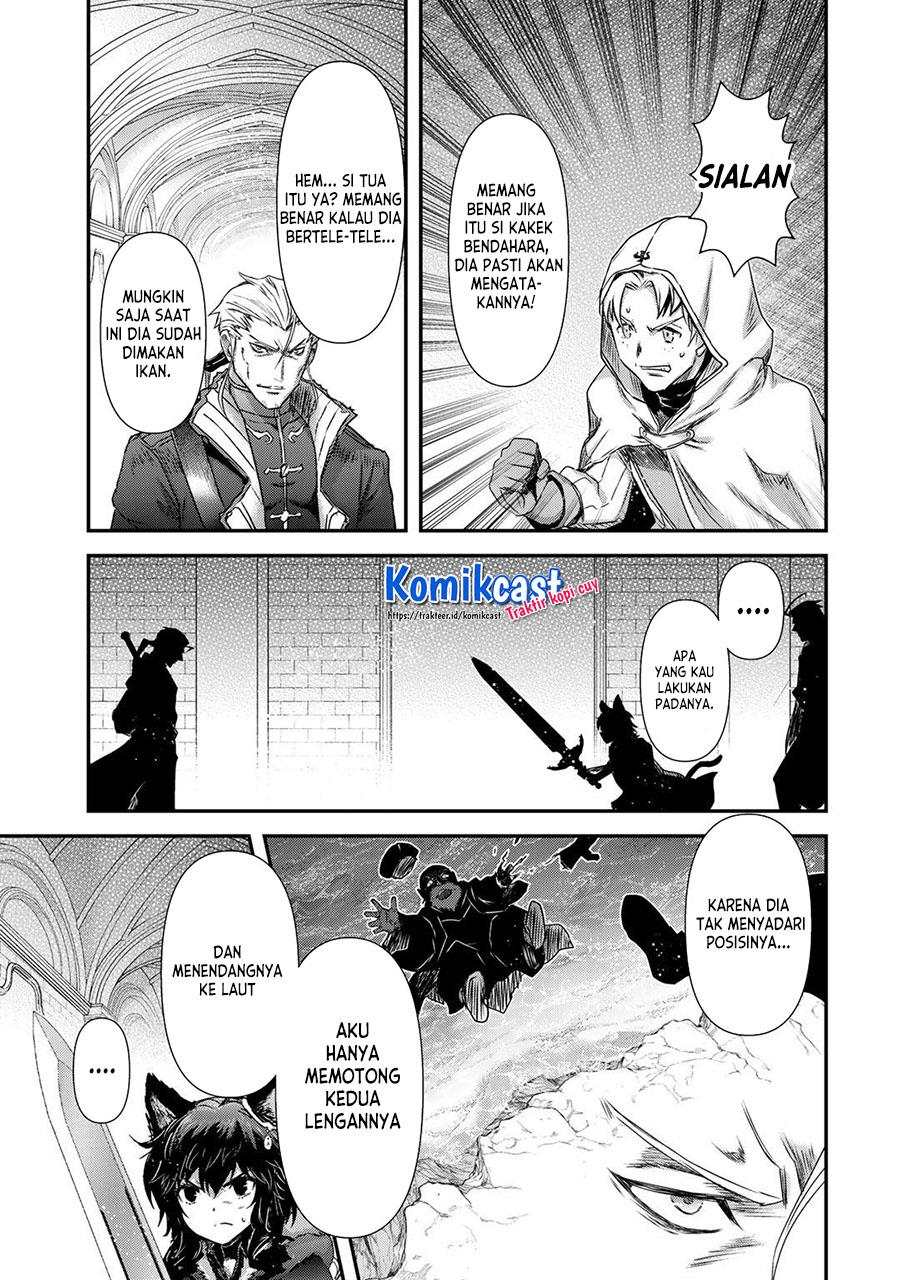 SIALAN
MEMANG
BENAR JIKA
ITU SI KAKEK
BENDAHARA,
DIA PASTI AKAN
MENGATA-
KANNYA!
HEM... SI TUA
ITU YA? MEMANG
BENAR KALAU DIA
BERTELE-TELE...
MUNGKIN
SAJA SAAT
INI DIA SUDAH
DIMAKAN
IKAN.
....
APA
YANG KAU
LAKUKAN
PADANYA.
Komikcast
https://trakteer.id/komikcast
Traktir kopi cuy
KARENA DIA
TAK MENYADARI
POSISINYA...
AKU
HANYA
MEMOTONG
KEDUA
LENGANNYA
DAN
MENENDANGNYA
KE LAUT
....